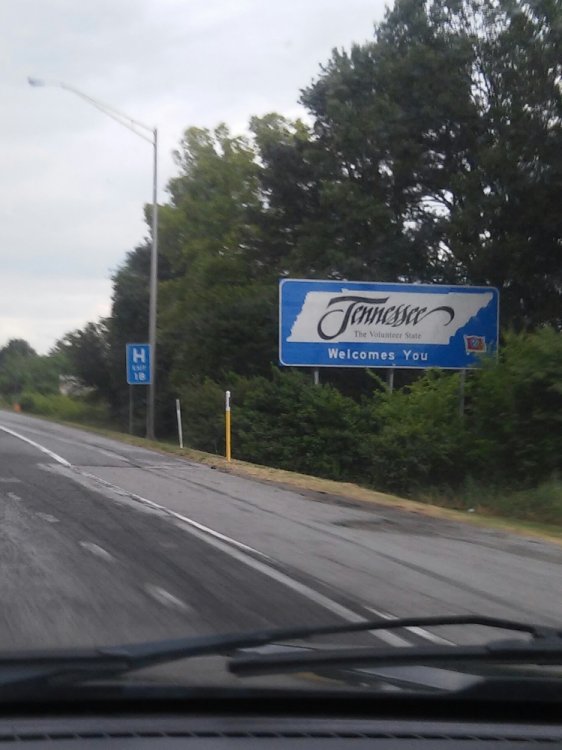 Tennessee
The Volunteer State
Welcomes You
H